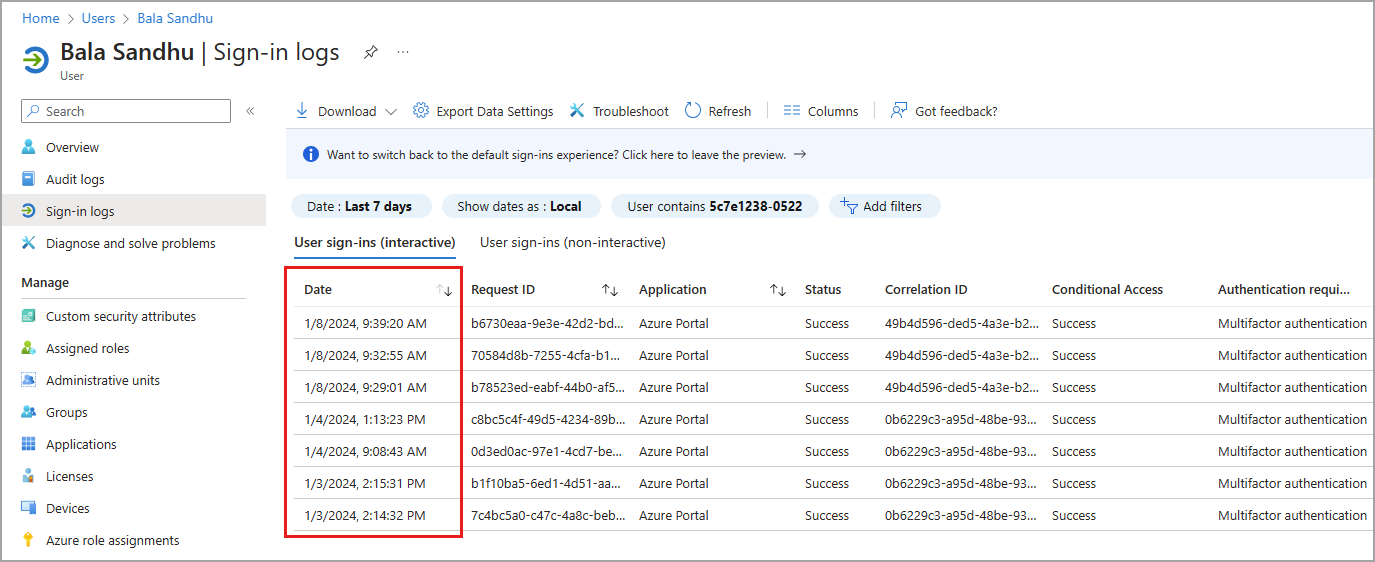 Home > Users > Bala Sandhu
Bala Sandhu | Sign-in logs ...
User
Search «
Overview
Audit logs
Sign-in logs
Diagnose and solve problems
Manage
Custom security attributes
Assigned roles
Administrative units
Groups
Applications
Licenses
Devices
Azure role assignments
Download Export Data Settings Troubleshoot Refresh | Columns | Got feedback?
Want to switch back to the default sign-ins experience? Click here to leave the preview. →
Date : Last 7 days Show dates as : Local User contains 5c7e1238-0522 Add filters
User sign-ins (interactive) User sign-ins (non-interactive)
Date ↑↓ Request ID ↑↓ Application ↑↓ Status Correlation ID Conditional Access Authentication requi...
1/8/2024, 9:39:20 AM b6730eaa-9e3e-42d2-bd... Azure Portal Success 49b4d596-ded5-4a3e-b2... Success Multifactor authentication
1/8/2024, 9:32:55 AM 70584d8b-7255-4cfa-b1... Azure Portal Success 49b4d596-ded5-4a3e-b2... Success Multifactor authentication
1/8/2024, 9:29:01 AM b78523ed-eabf-44b0-af5... Azure Portal Success 49b4d596-ded5-4a3e-b2... Success Multifactor authentication
1/4/2024, 1:13:23 PM c8bc5c4f-49d5-4234-89b... Azure Portal Success 0b6229c3-a95d-48be-93... Success Multifactor authentication
1/4/2024, 9:08:43 AM 0d3ed0ac-97e1-4cd7-be... Azure Portal Success 0b6229c3-a95d-48be-93... Success Multifactor authentication
1/3/2024, 2:15:31 PM b1f10ba5-6ed1-4d51-aa... Azure Portal Success 0b6229c3-a95d-48be-93... Success Multifactor authentication
1/3/2024, 2:14:32 PM 7c4bc5a0-c47c-4a8c-beb... Azure Portal Success 0b6229c3-a95d-48be-93... Success Multifactor authentication